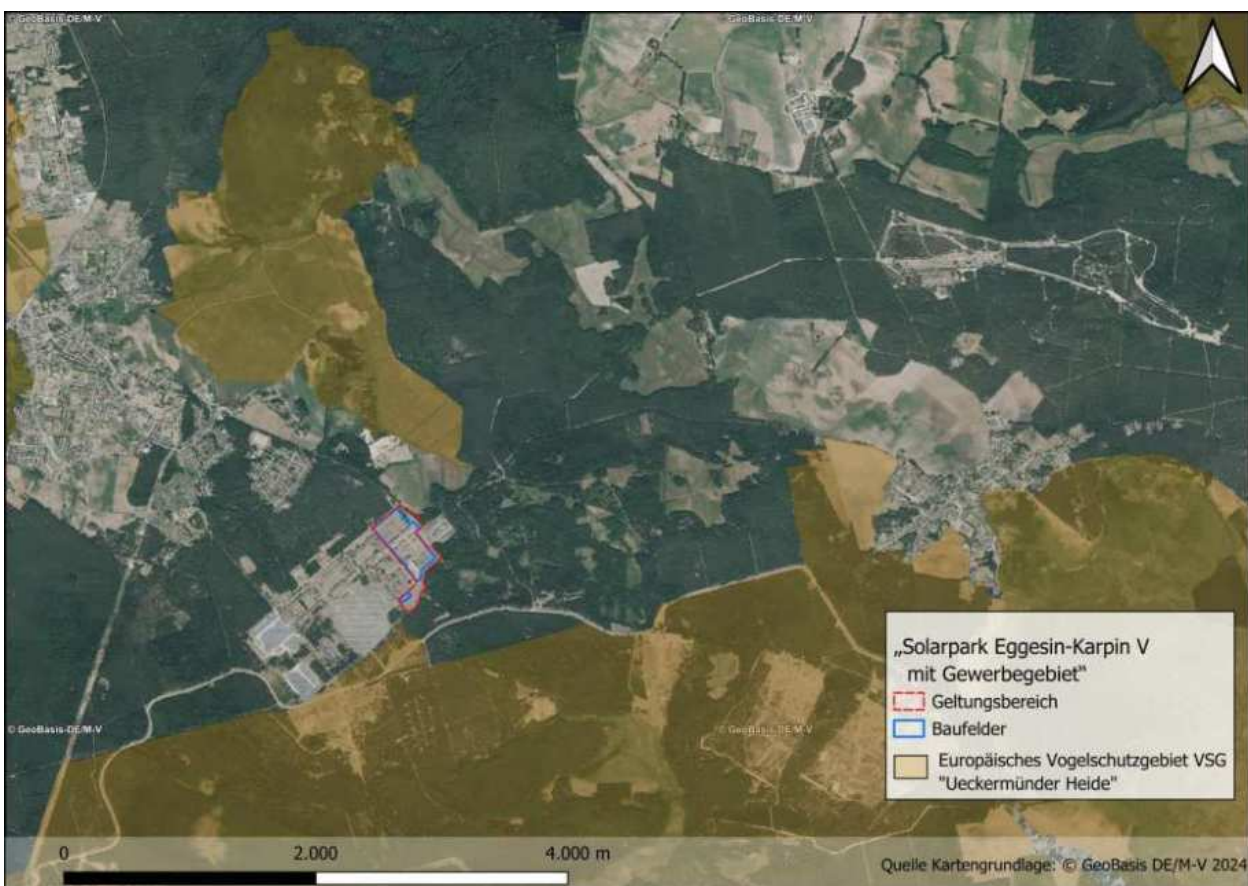 © GeoBasis-DE/M-V
GeoBasis-DE/M-V
© GeoBasis-DE/M-V
© GeoBasis-DE/M-V
„Solarpark Eggesin-Karpin V
mit Gewerbegebiet"
Geltungsbereich
Baufelder
Europäisches Vogelschutzgebiet VSG
"Ueckermünder Heide"
0 2.000 4.000 m
Quelle Kartengrundlage: © GeoBasis DE/M-V 2024